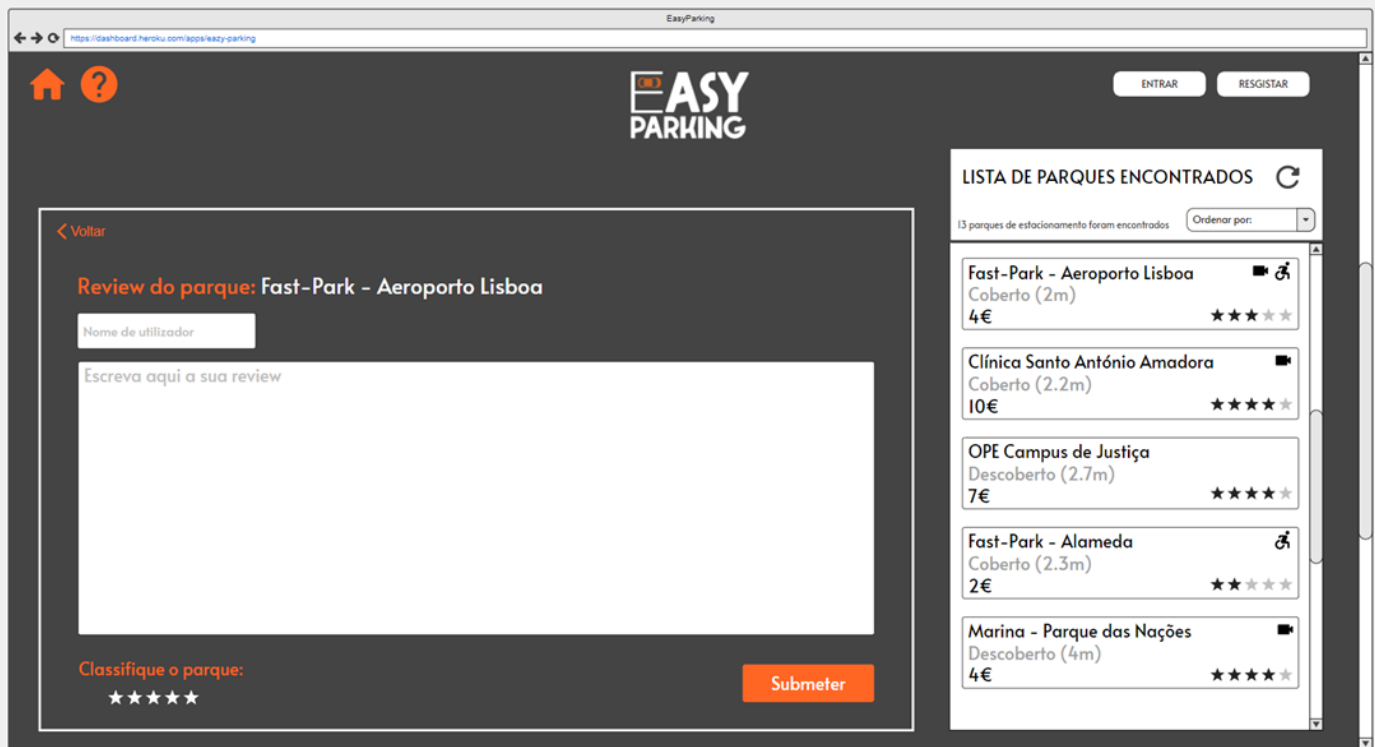 EasyParking
https://dashboard.heroku.com/apps/eazy-parking
?
EASY
PARKING
ENTRAR
RESGISTAR
Voltar
Review do parque: Fast-Park - Aeroporto Lisboa
Nome de utilizador
Escreva aqui a sua review
Classifique o parque:
Submeter
LISTA DE PARQUES ENCONTRADOS
13 parques de estacionamento foram encontrados
Ordenar por:
Fast-Park - Aeroporto Lisboa
Coberto (2m)
4€
Clínica Santo António Amadora
Coberto (2.2m)
10€
OPE Campus de Justiça
Descoberto (2.7m)
7€
Fast-Park - Alameda
Coberto (2.3m)
2€
Marina - Parque das Nações
Descoberto (4m)
4€